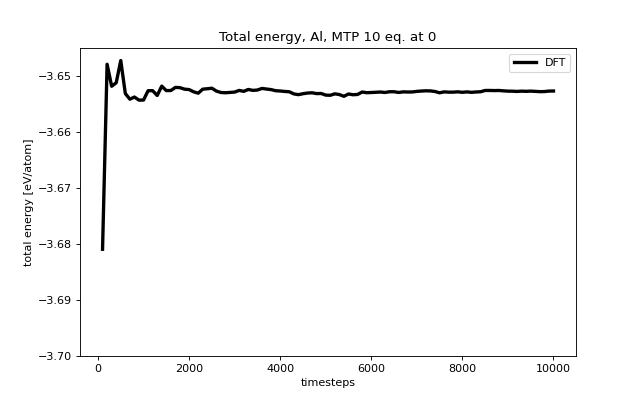 Total energy, Al, MTP 10 eq. at 0
DFT
−3.65
−3.66
−3.67
−3.68
−3.69
−3.70
total energy [eV/atom]
0 2000 4000 6000 8000 10000
timesteps